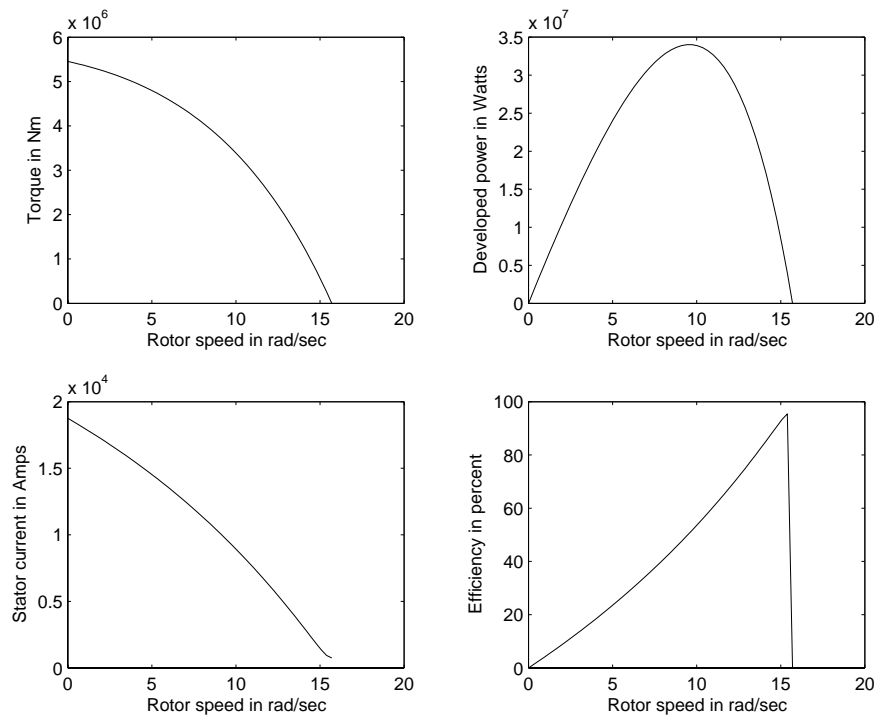 x 10^6
6
5
4
3
2
1
0
Torque in Nm
0 5 10 15 20
Rotor speed in rad/sec
x 10^7
3.5
3
2.5
2
1.5
1
0.5
0
Developed power in Watts
0 5 10 15 20
Rotor speed in rad/sec
x 10^4
2
1.5
1
0.5
0
Stator current in Amps
0 5 10 15 20
Rotor speed in rad/sec
100
80
60
40
20
0
Efficiency in percent
0 5 10 15 20
Rotor speed in rad/sec